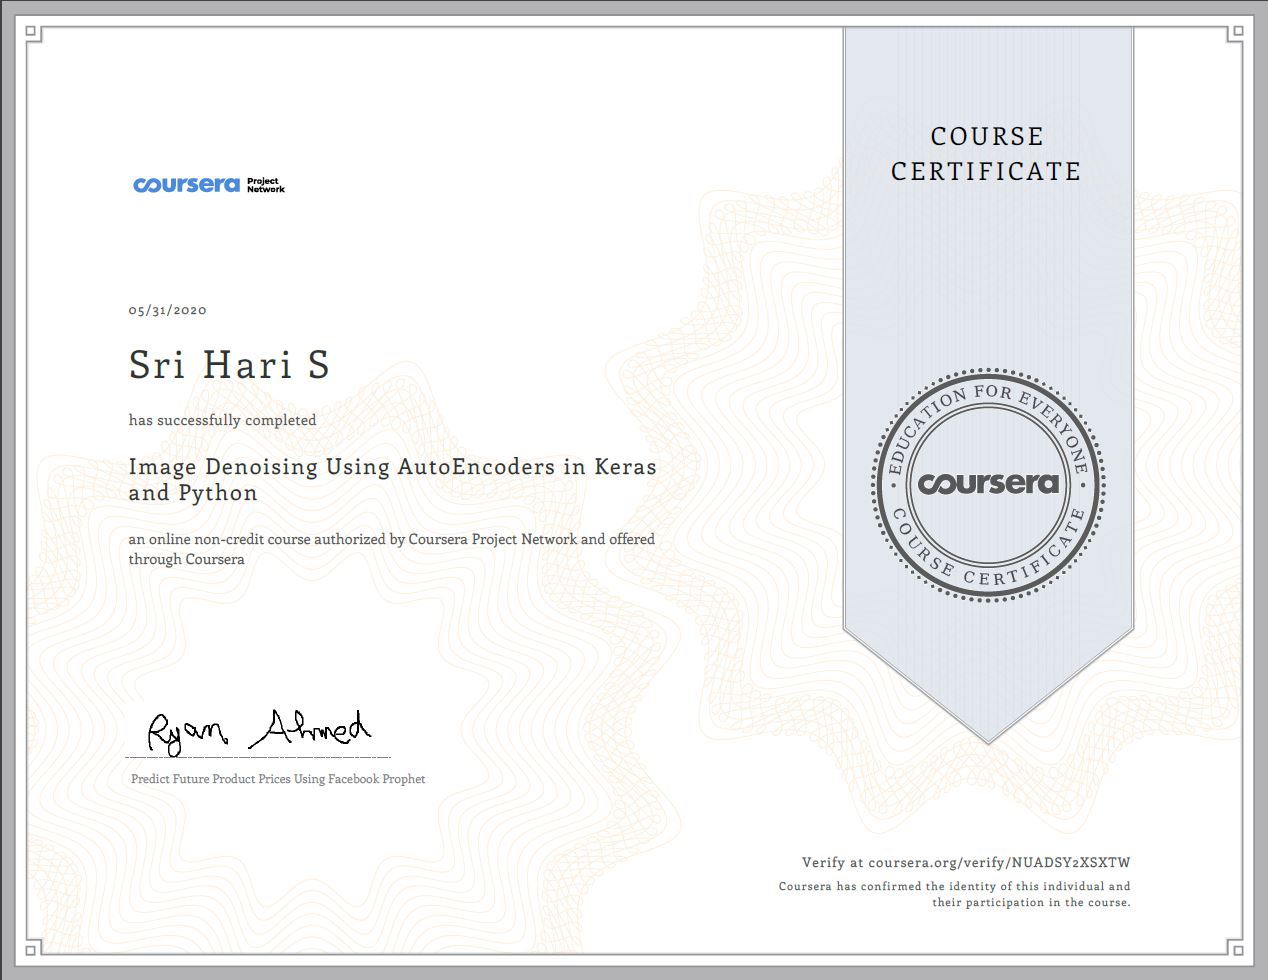 COURSE
CERTIFICATE
coursera Project
Network
05/31/2020
Sri Hari S
has successfully completed
Image Denoising Using AutoEncoders in Keras
and Python
an online non-credit course authorized by Coursera Project Network and offered
through Coursera
EDUCATION FOR EVERYONE
coursera
COURSE CERTIFICATE
Ryan Ahmed
Predict Future Product Prices Using Facebook Prophet
Verify at coursera.org/verify/NUADSY2XSXTW
Coursera has confirmed the identity of this individual and
their participation in the course.